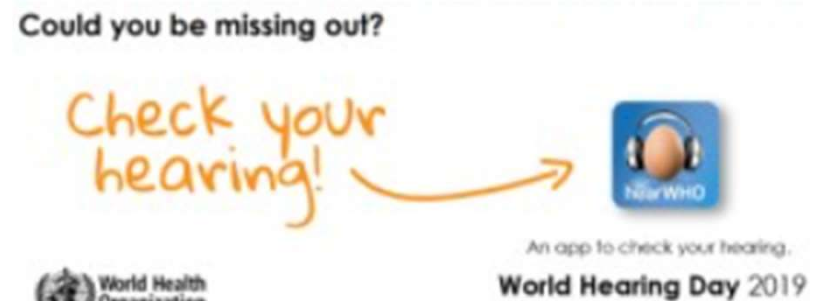 Could you be missing out?
Check your
hearing!
hearWHO
An app to check your hearing.
World Health
Organization
World Hearing Day 2019